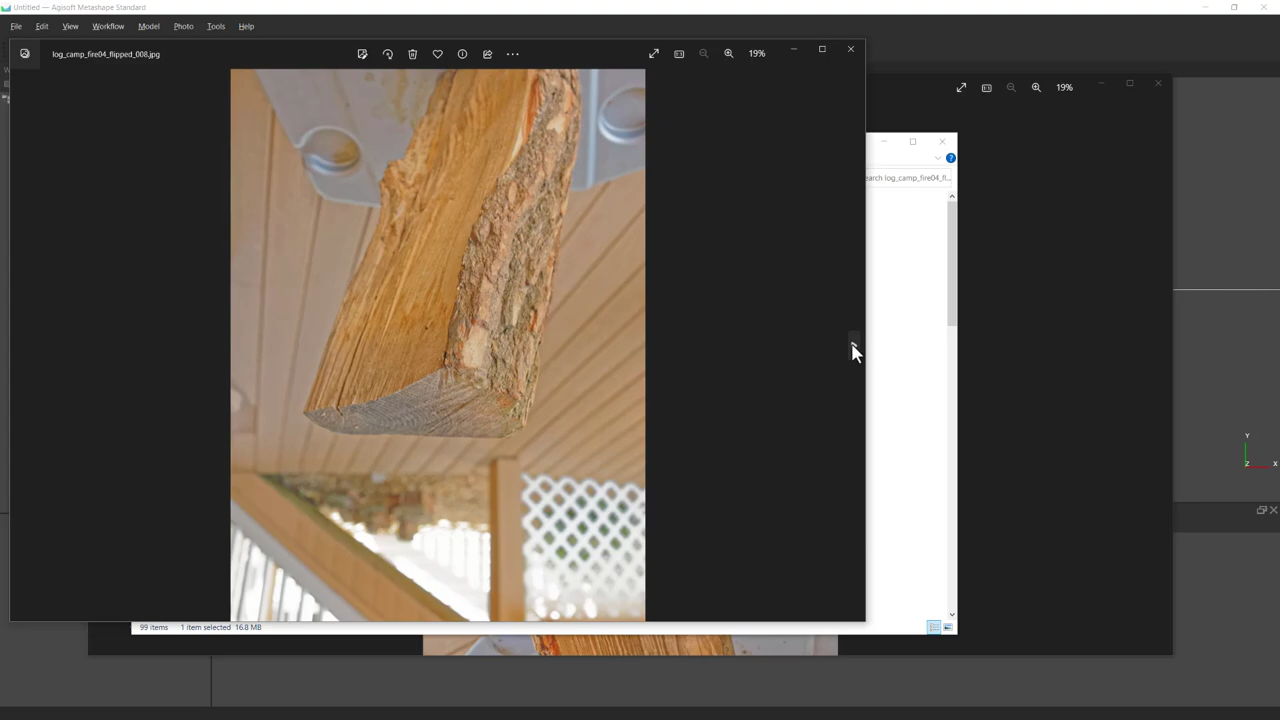 Untitled — Agisoft Metashape Standard
File Edit View Workflow Model Photo Tools Help
log_camp_fire04_flipped_008.jpg
19%
19%
?
earch log_camp_fire04_fl...
Y
Z
X
99 items 1 item selected 16.8 MB